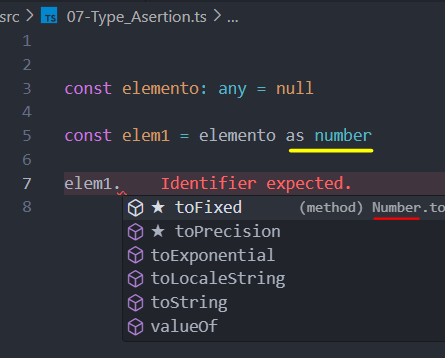 src > TS 07-Type_Asertion.ts > ...
1
2
3 const elemento: any = null
4
5 const elem1 = elemento as number
6
7 elem1. Identifier expected.
8
★ toFixed (method) Number.to
★ toPrecision
toExponential
toLocaleString
toString
valueOf